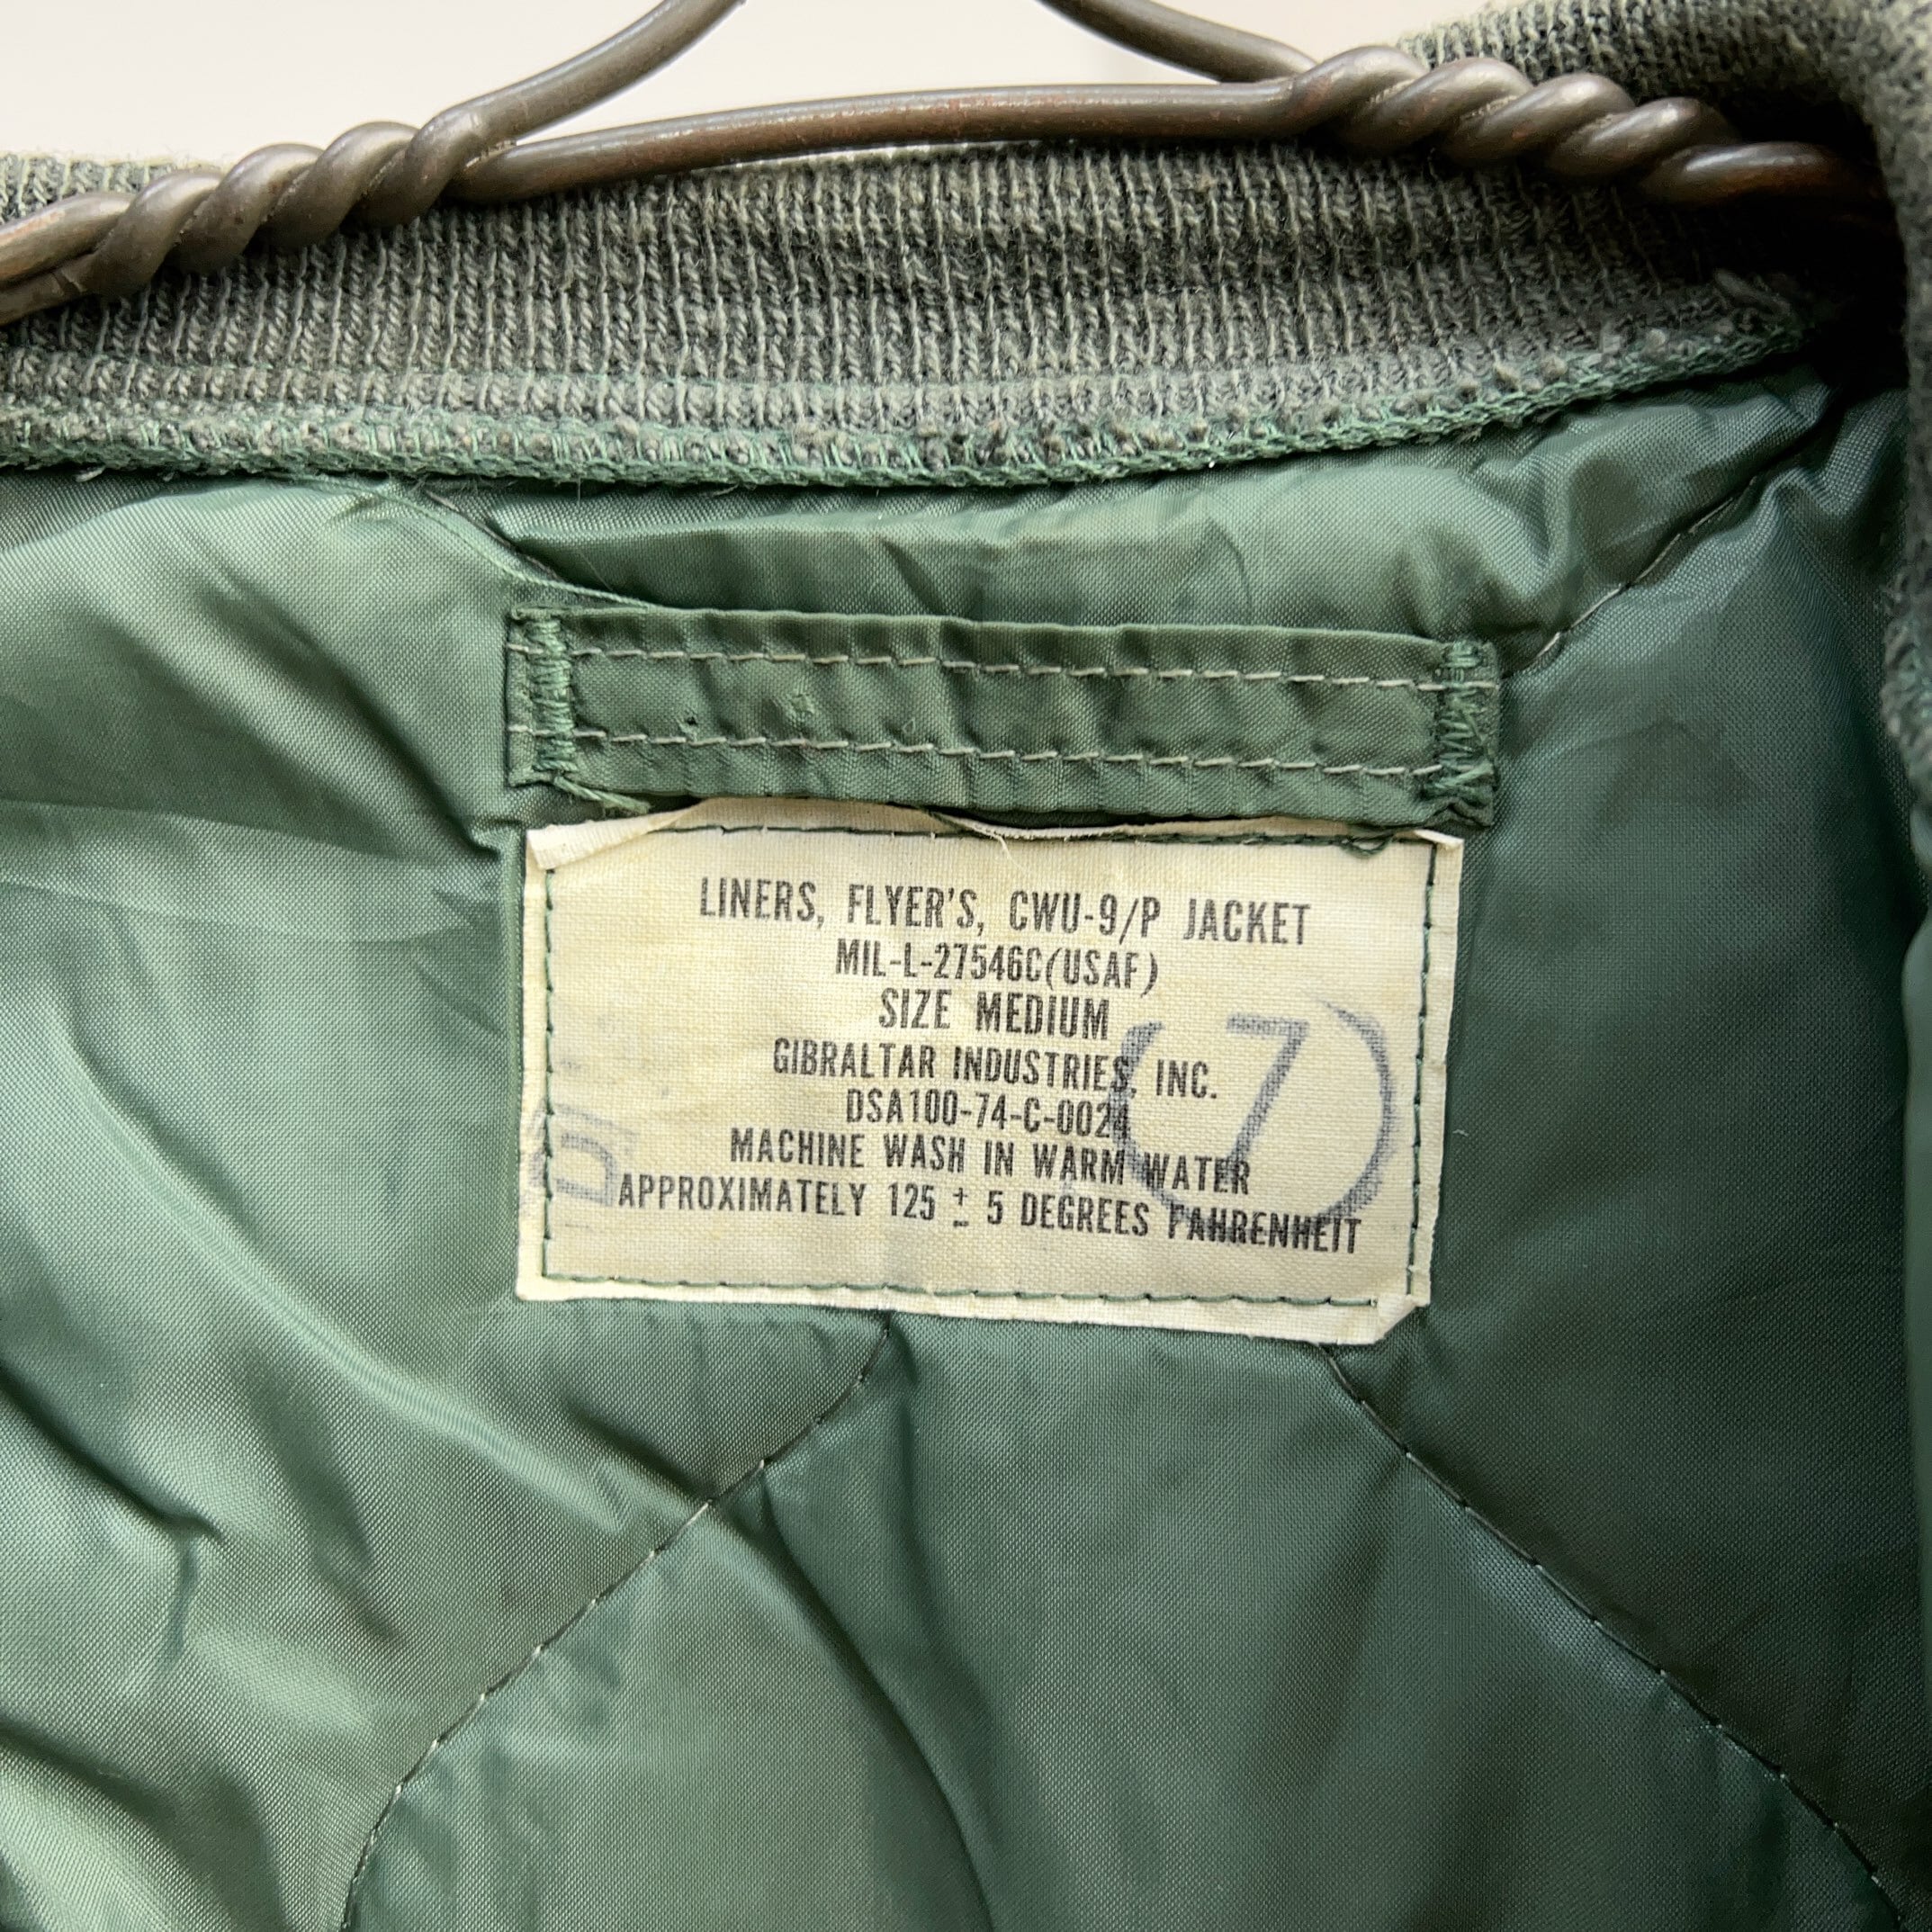 LINERS, FLYER'S, CWU-9/P JACKET
MIL-L-27546C(USAF)
SIZE MEDIUM
GIBRALTAR INDUSTRIES, INC.
DSA100-74-C-0024
MACHINE WASH IN WARM WATER
APPROXIMATELY 125 ± 5 DEGREES FAHRENHEIT
(7)